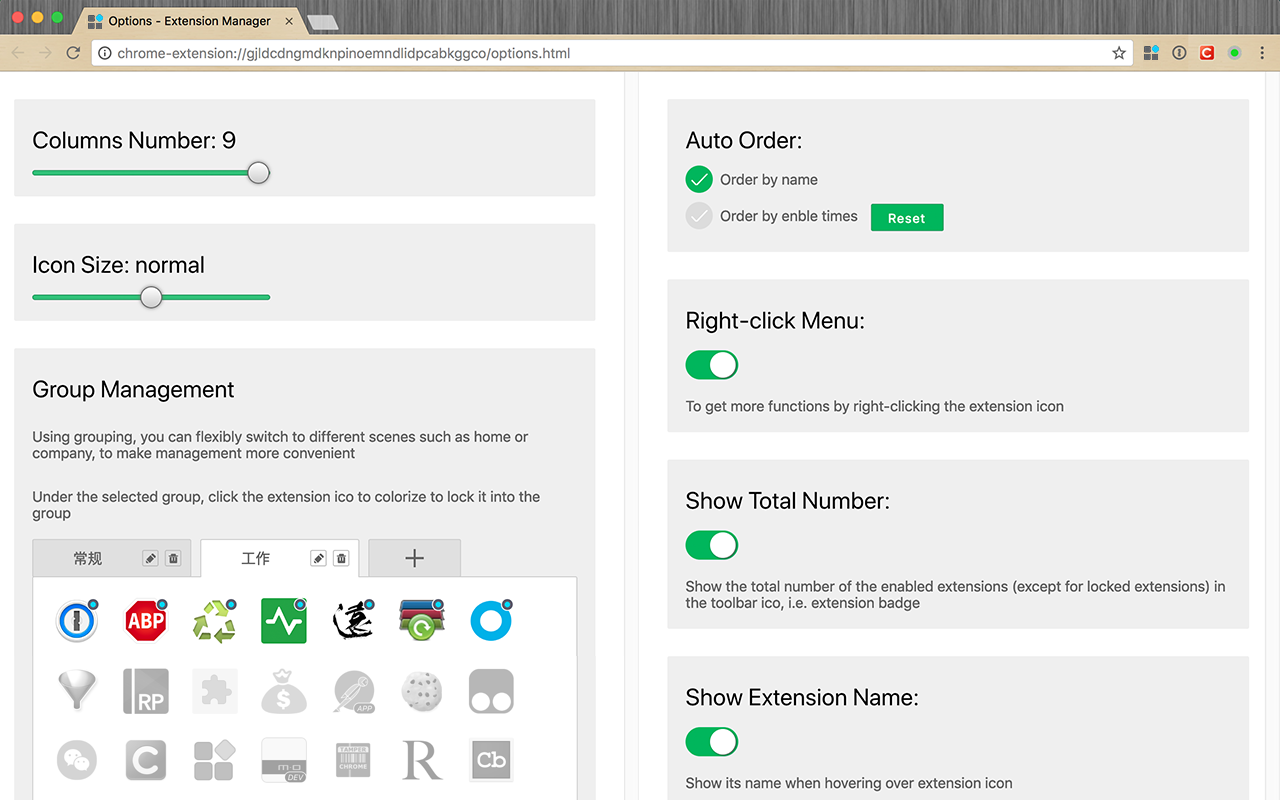 Options - Extension Manager
chrome-extension://gjldcdngmdknpinoemndlidpcabkggco/options.html
Columns Number: 9
Icon Size: normal
Group Management
Using grouping, you can flexibly switch to different scenes such as home or
company, to make management more convenient
Under the selected group, click the extension ico to colorize to lock it into the
group
常规
工作
ABP
遠
RP
$
APP
C
M-D
DEV
TAMPER
CHROME
R
Cb
Auto Order:
Order by name
Order by enble times
Reset
Right-click Menu:
To get more functions by right-clicking the extension icon
Show Total Number:
Show the total number of the enabled extensions (except for locked extensions) in
the toolbar ico, i.e. extension badge
Show Extension Name:
Show its name when hovering over extension icon